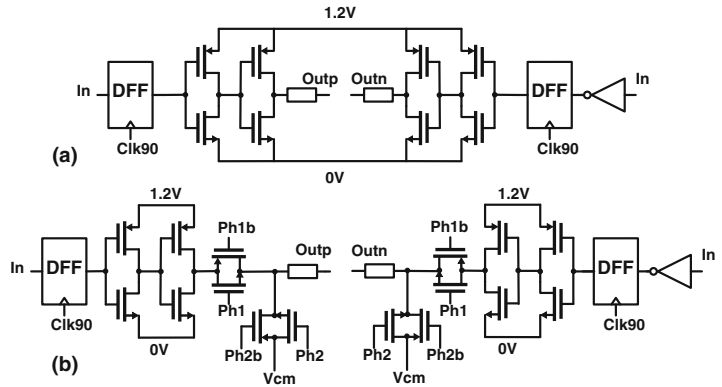 1.2V
Outp Outn
In DFF DFF In
Clk90 Clk90
(a)
0V
1.2V 1.2V
Ph1b Outp Outn Ph1b
In DFF DFF In
Clk90 Ph1 Ph1 Clk90
0V 0V
Ph2b Ph2 Ph2 Ph2b
(b)
Vcm Vcm